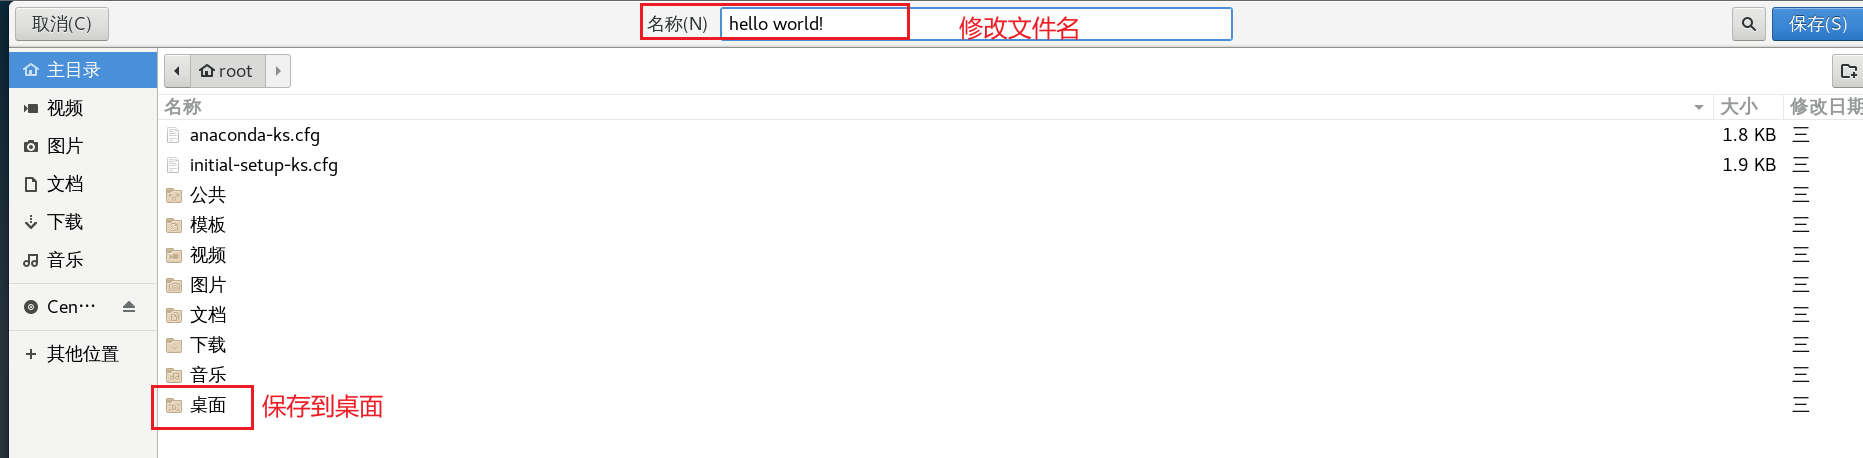 取消(C)
名称(N)
hello world!
修改文件名
保存(S)
主目录
root
名称
大小
修改日期
视频
图片
文档
下载
音乐
Cen…
其他位置
anaconda-ks.cfg
1.8 KB
三
initial-setup-ks.cfg
1.9 KB
三
公共
三
模板
三
视频
三
图片
三
文档
三
下载
三
音乐
三
桌面
保存到桌面
三